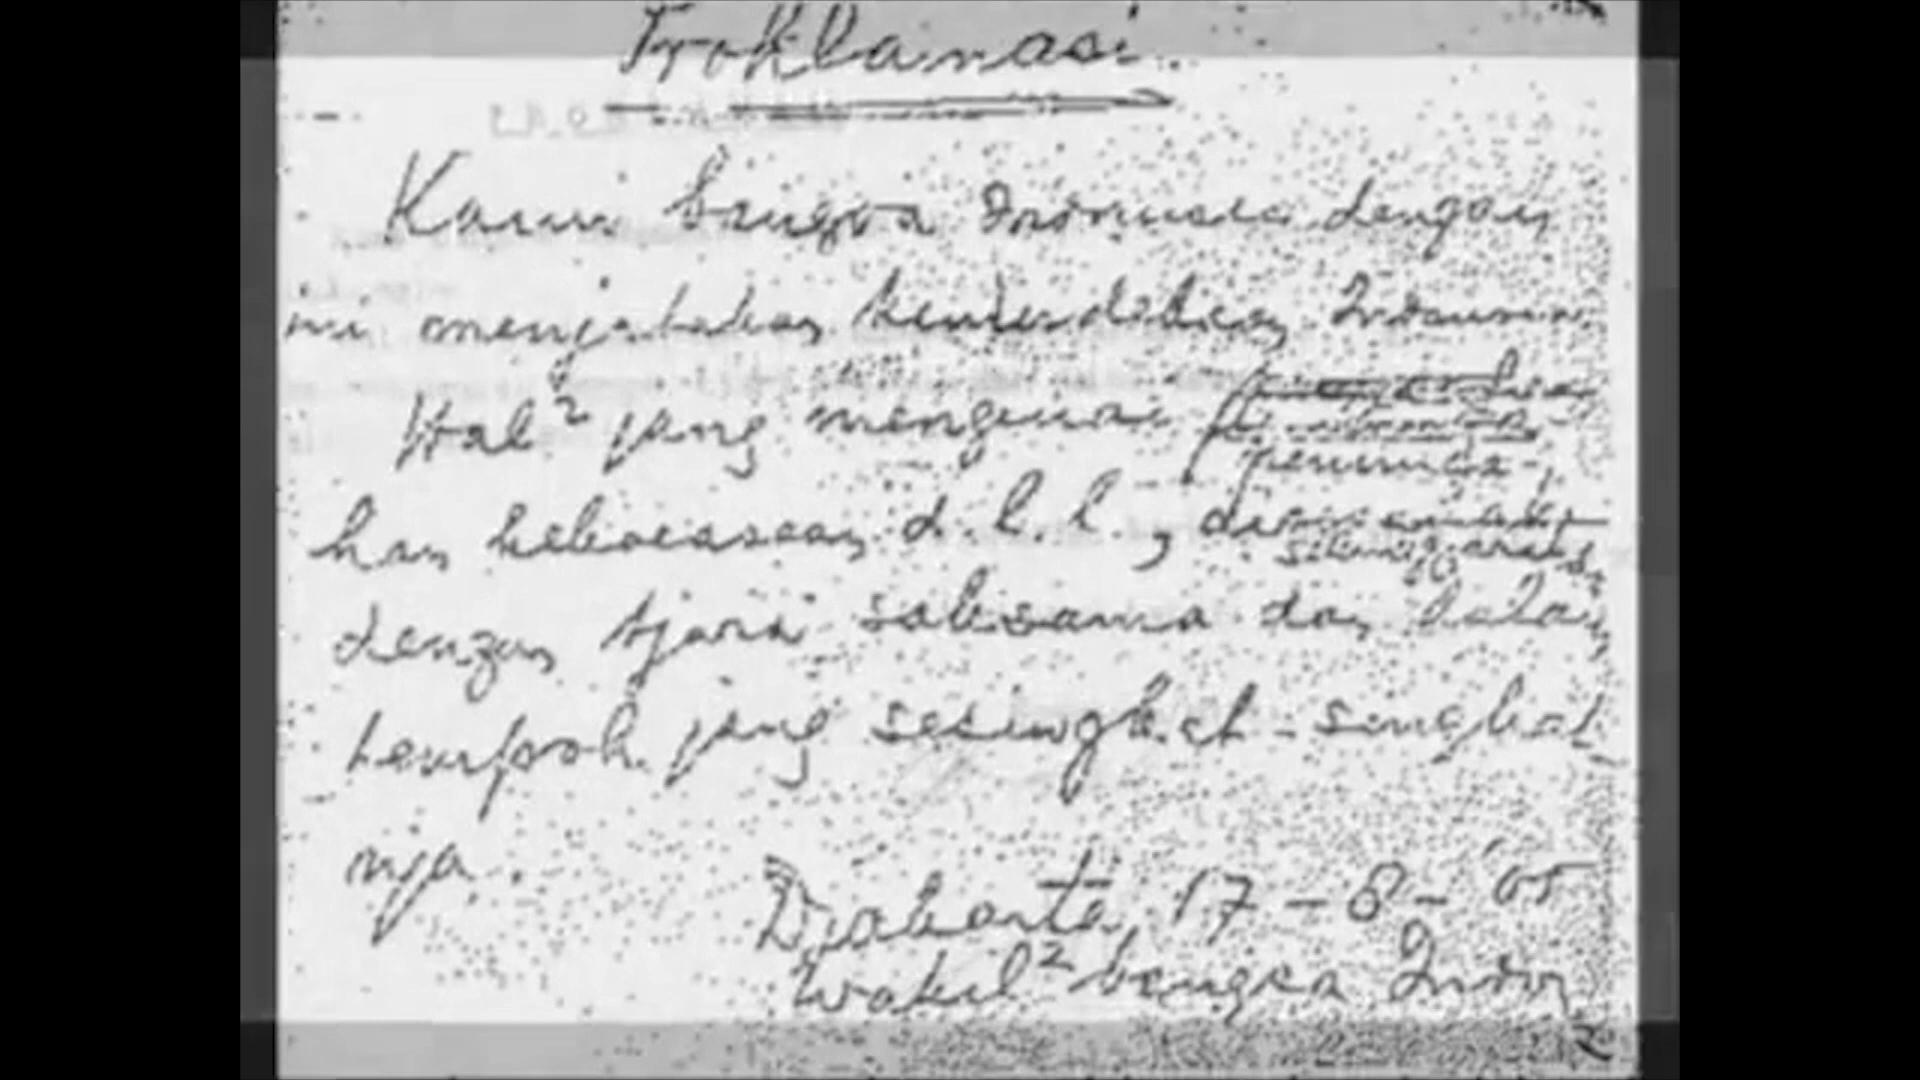 Proklamasi.
Kami bangsa Indonesia dengan
ini menjatakan kemerdekaan Indonesia.
Hal² jang mengenai
peminda-
han kekoeasaan d.l.l.,
diselenggarakan
dengan tjara saksama dan dalam
tempoh jang sesingkat-singkat
nja.
Djakarta, 17 - 8 - '05
Wakil² bangsa Indon